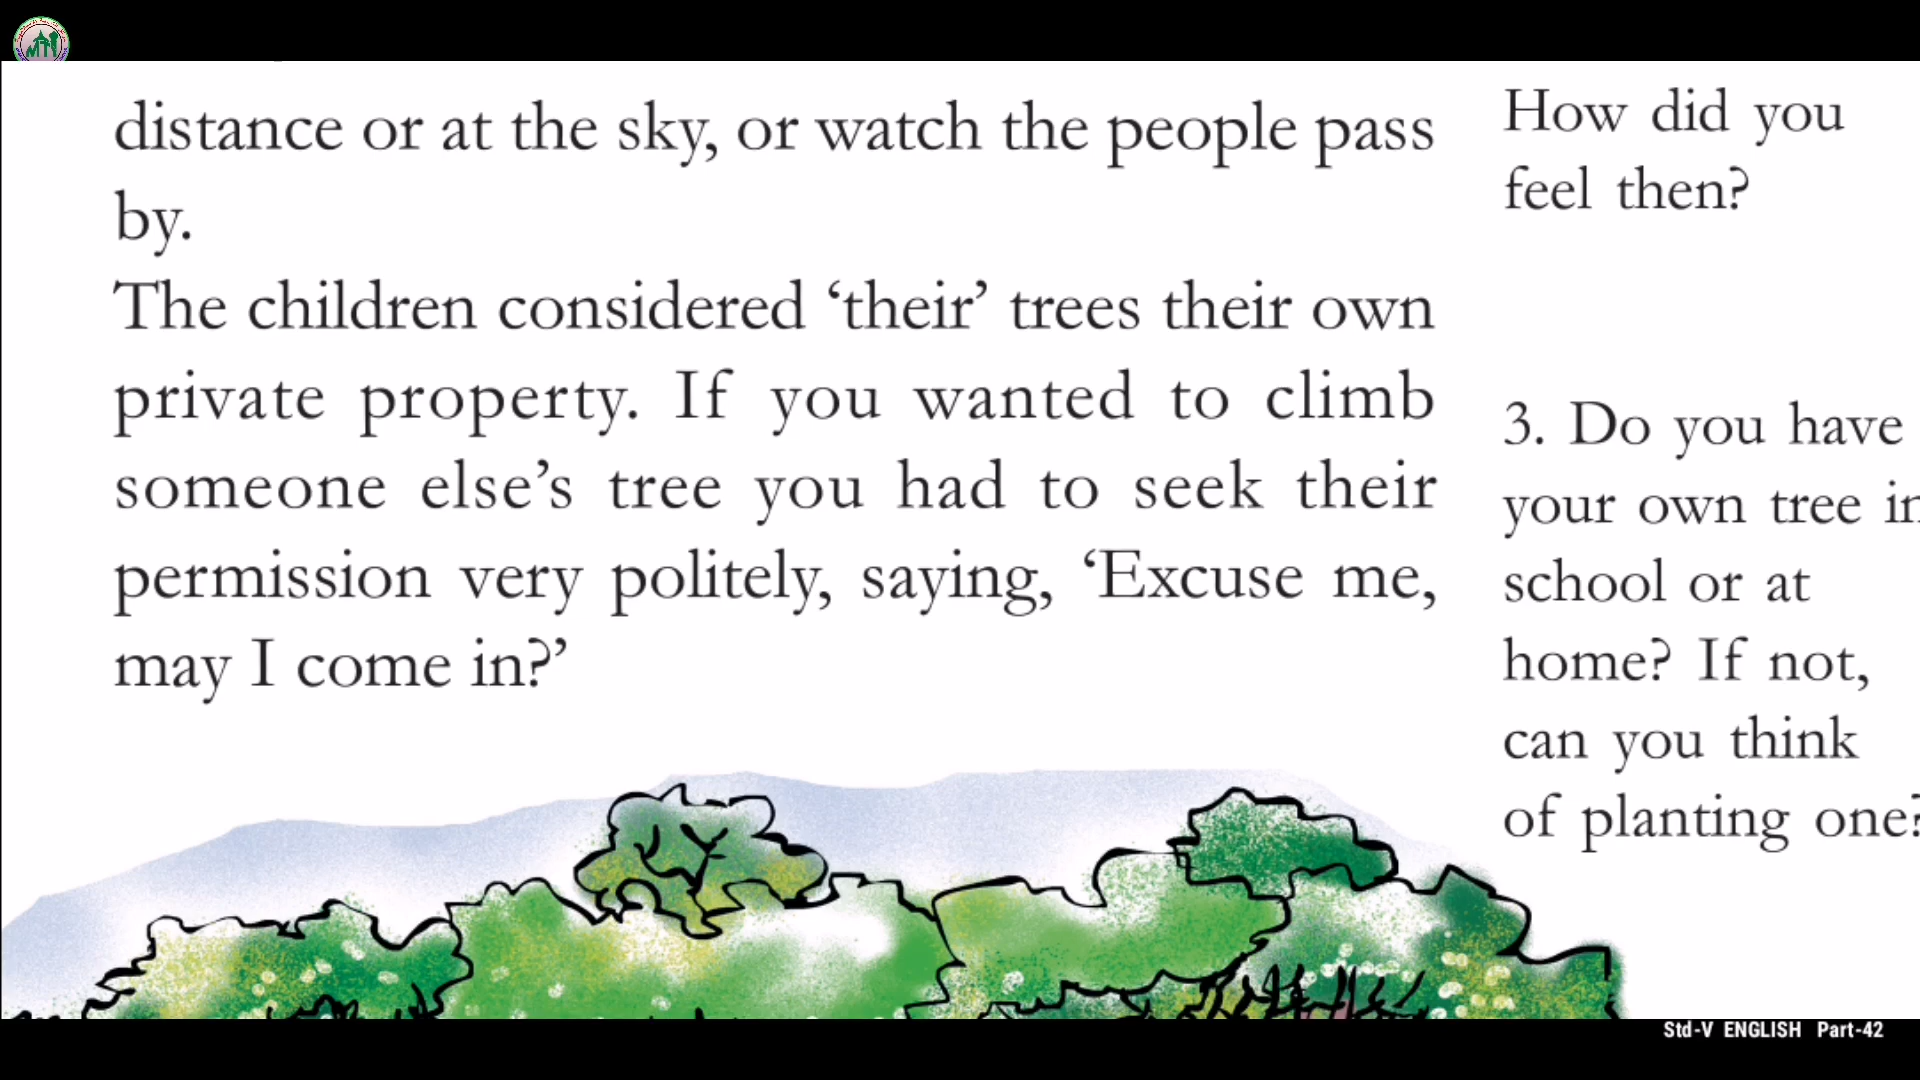 distance or at the sky, or watch the people pass
by.
The children considered ‘their’ trees their own
private property. If you wanted to climb
someone else’s tree you had to seek their
permission very politely, saying, ‘Excuse me,
may I come in?’
How did you
feel then?
3. Do you have
your own tree in
school or at
home? If not,
can you think
of planting one?
Std-V ENGLISH Part-42